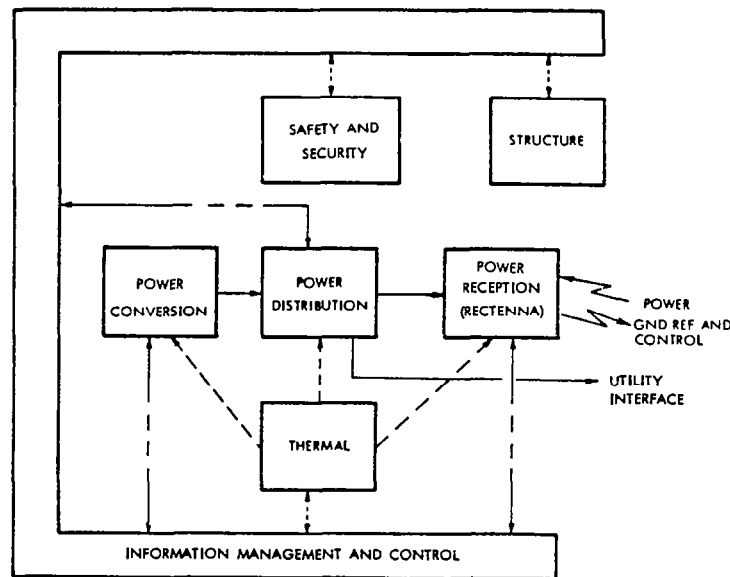 SAFETY AND
SECURITY
STRUCTURE
POWER
CONVERSION
POWER
DISTRIBUTION
POWER
RECEPTION
(RECTENNA)
POWER
GND REF AND
CONTROL
UTILITY
INTERFACE
THERMAL
INFORMATION MANAGEMENT AND CONTROL